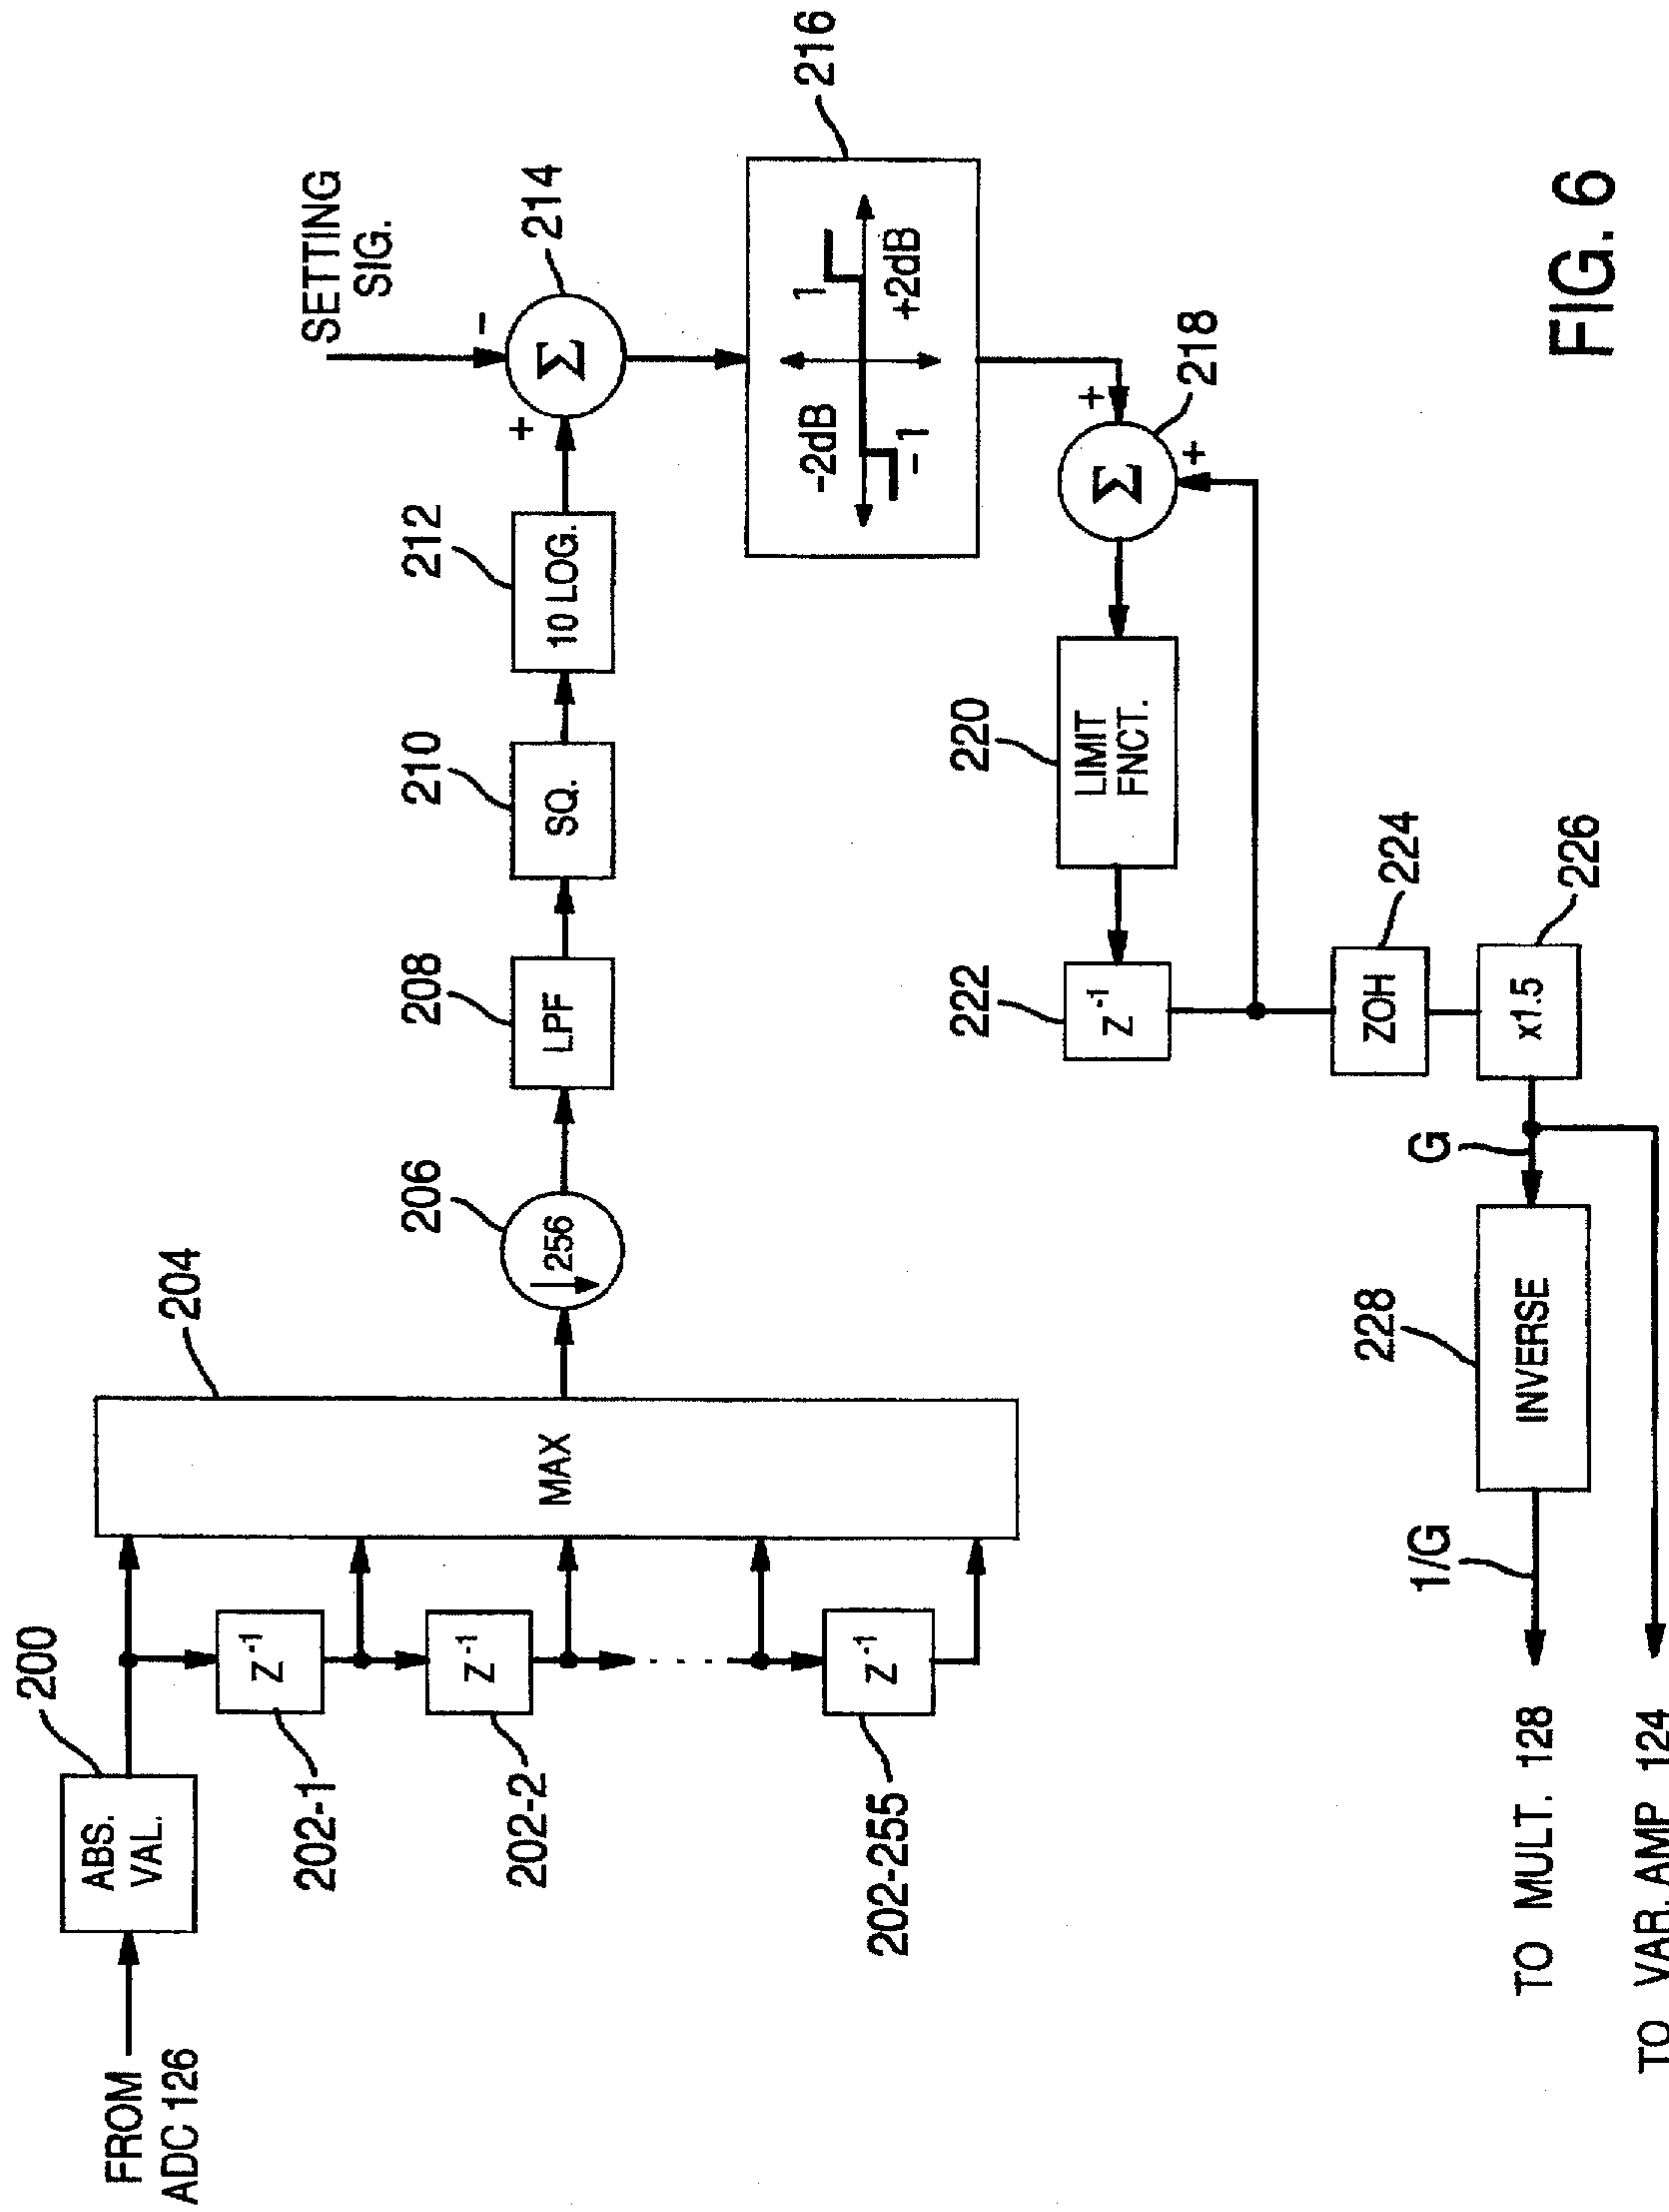 FROM
ADC 126
200
ABS.
VAL.
202-1
Z-1
202-2
Z-1
202-255
Z-1
204
MAX
206
256
208
LPF
210
SQ.
212
10 LOG.
SETTING
SIG.
214
+
-
Σ
216
-2dB
1
-1
+2dB
218
+
+
Σ
220
LIMIT
FNCT.
222
Z-1
224
ZOH
226
x1.5
G
228
INVERSE
1/G
TO MULT. 128
TO VAR. AMP 124
FIG. 6